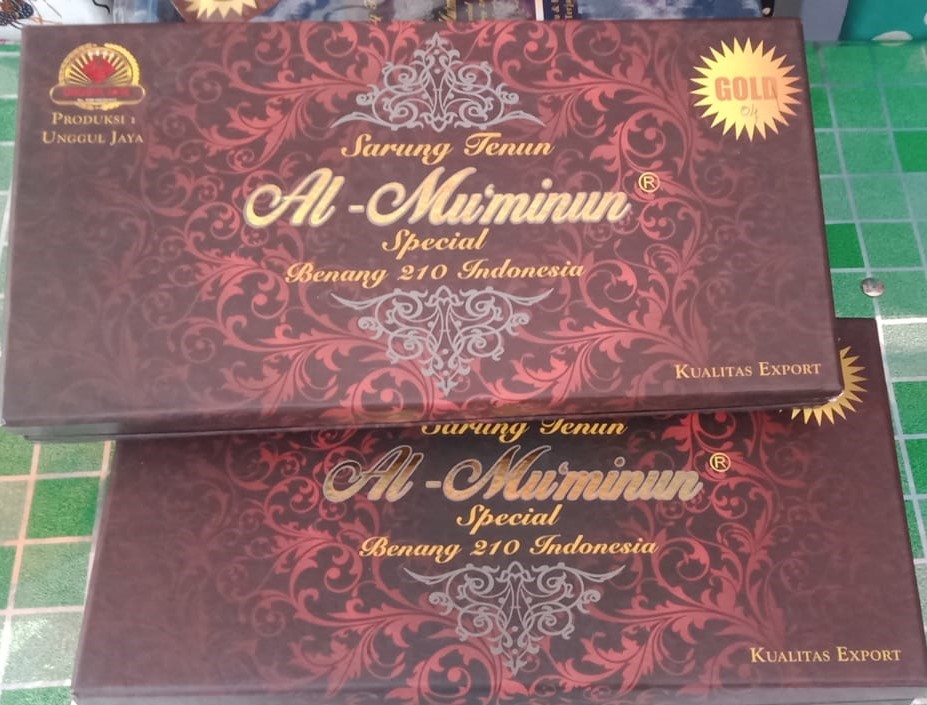 PRODUKSI :
UNGGUL JAYA
GOLD
04
Sarung Tenun
Al -Mu'minun ®
Special
Benang 210 Indonesia
KUALITAS EXPORT
Sarung Tenun
Al -Mu'minun ®
Special
Benang 210 Indonesia
KUALITAS EXPORT